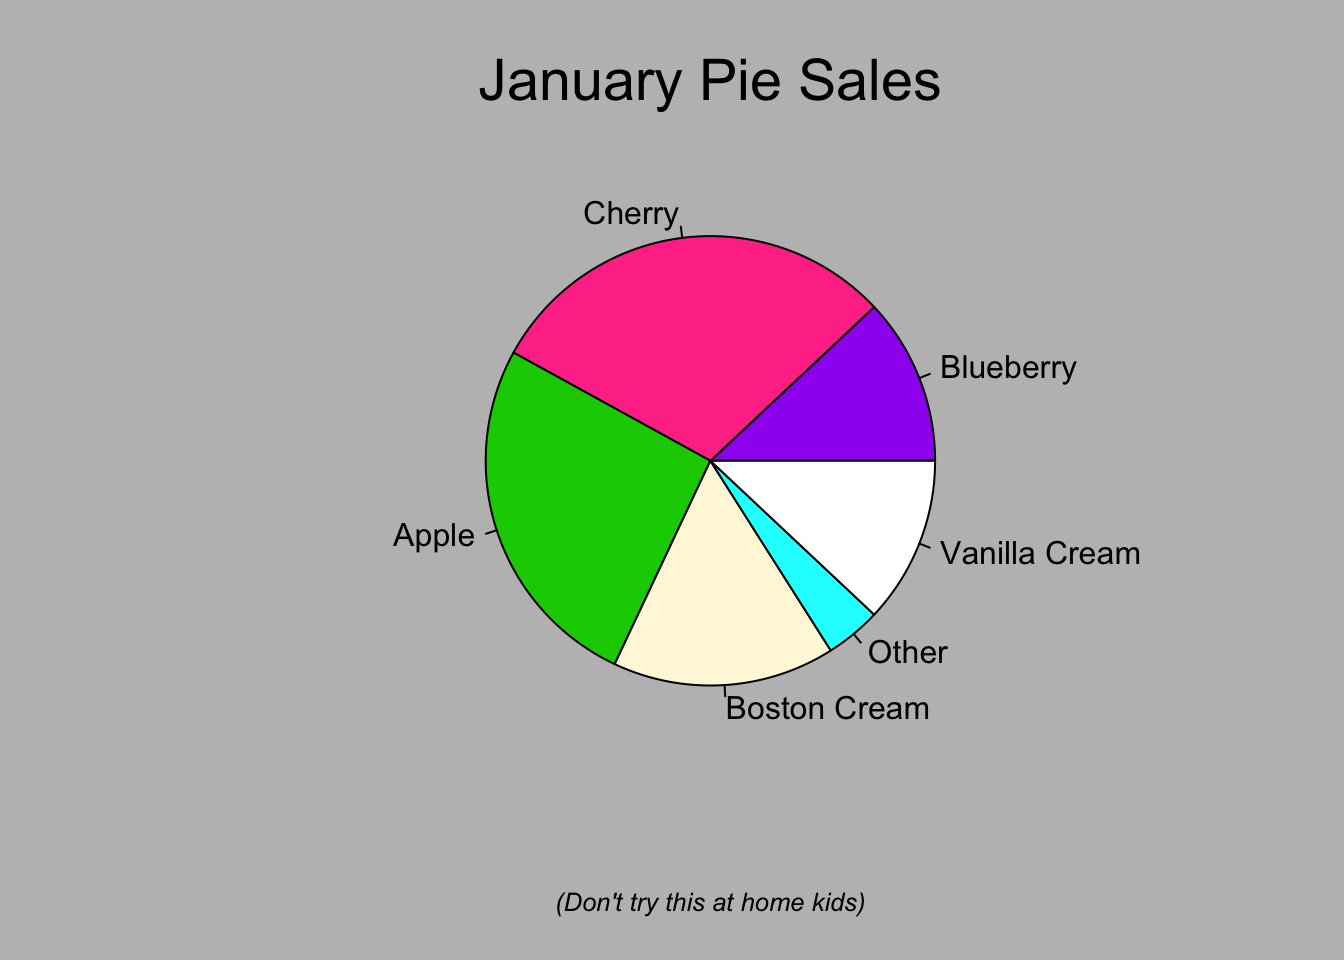 January Pie Sales
Cherry
Blueberry
Apple
Vanilla Cream
Other
Boston Cream
(Don't try this at home kids)